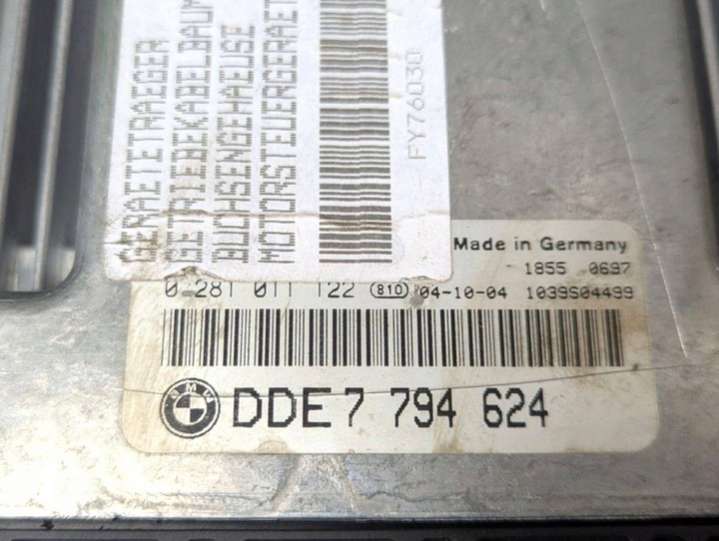 GERAETETRAEGER
GETRIEBEKABELBAUM
BUCHSENGEHAEUSE
MOTORSTEUERGERAET
FY76030
Made in Germany
1855 0697
0 281 011 122 810 04-10-04 1039S04499
BMW
DDE 7 794 624